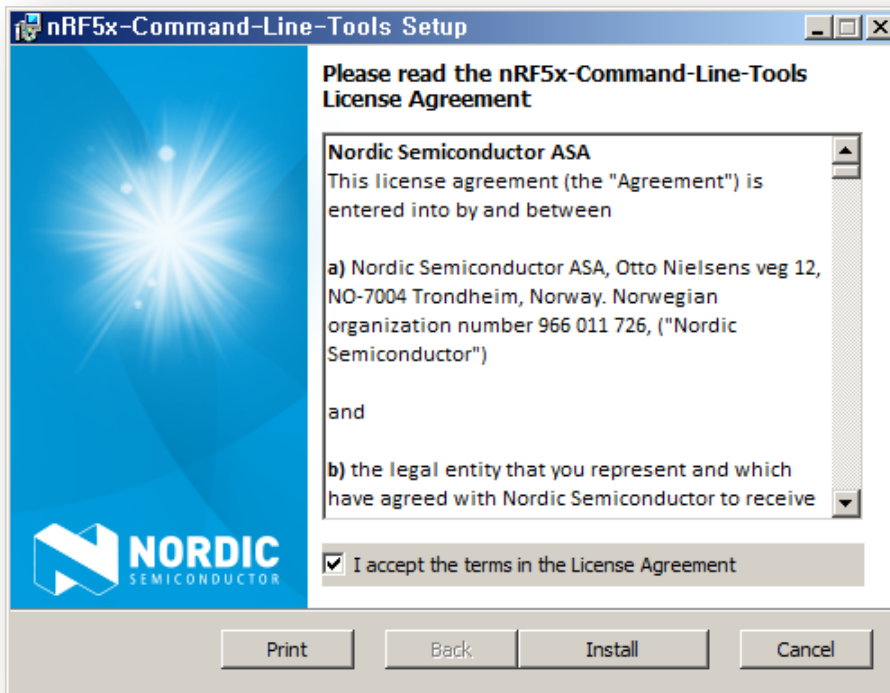 nRF5x-Command-Line-Tools Setup
Please read the nRF5x-Command-Line-Tools
License Agreement
Nordic Semiconductor ASA
This license agreement (the "Agreement") is
entered into by and between
a) Nordic Semiconductor ASA, Otto Nielsens veg 12,
NO-7004 Trondheim, Norway. Norwegian
organization number 966 011 726, ("Nordic
Semiconductor")
and
b) the legal entity that you represent and which
have agreed with Nordic Semiconductor to receive
NORDIC
SEMICONDUCTOR
I accept the terms in the License Agreement
Print
Back
Install
Cancel